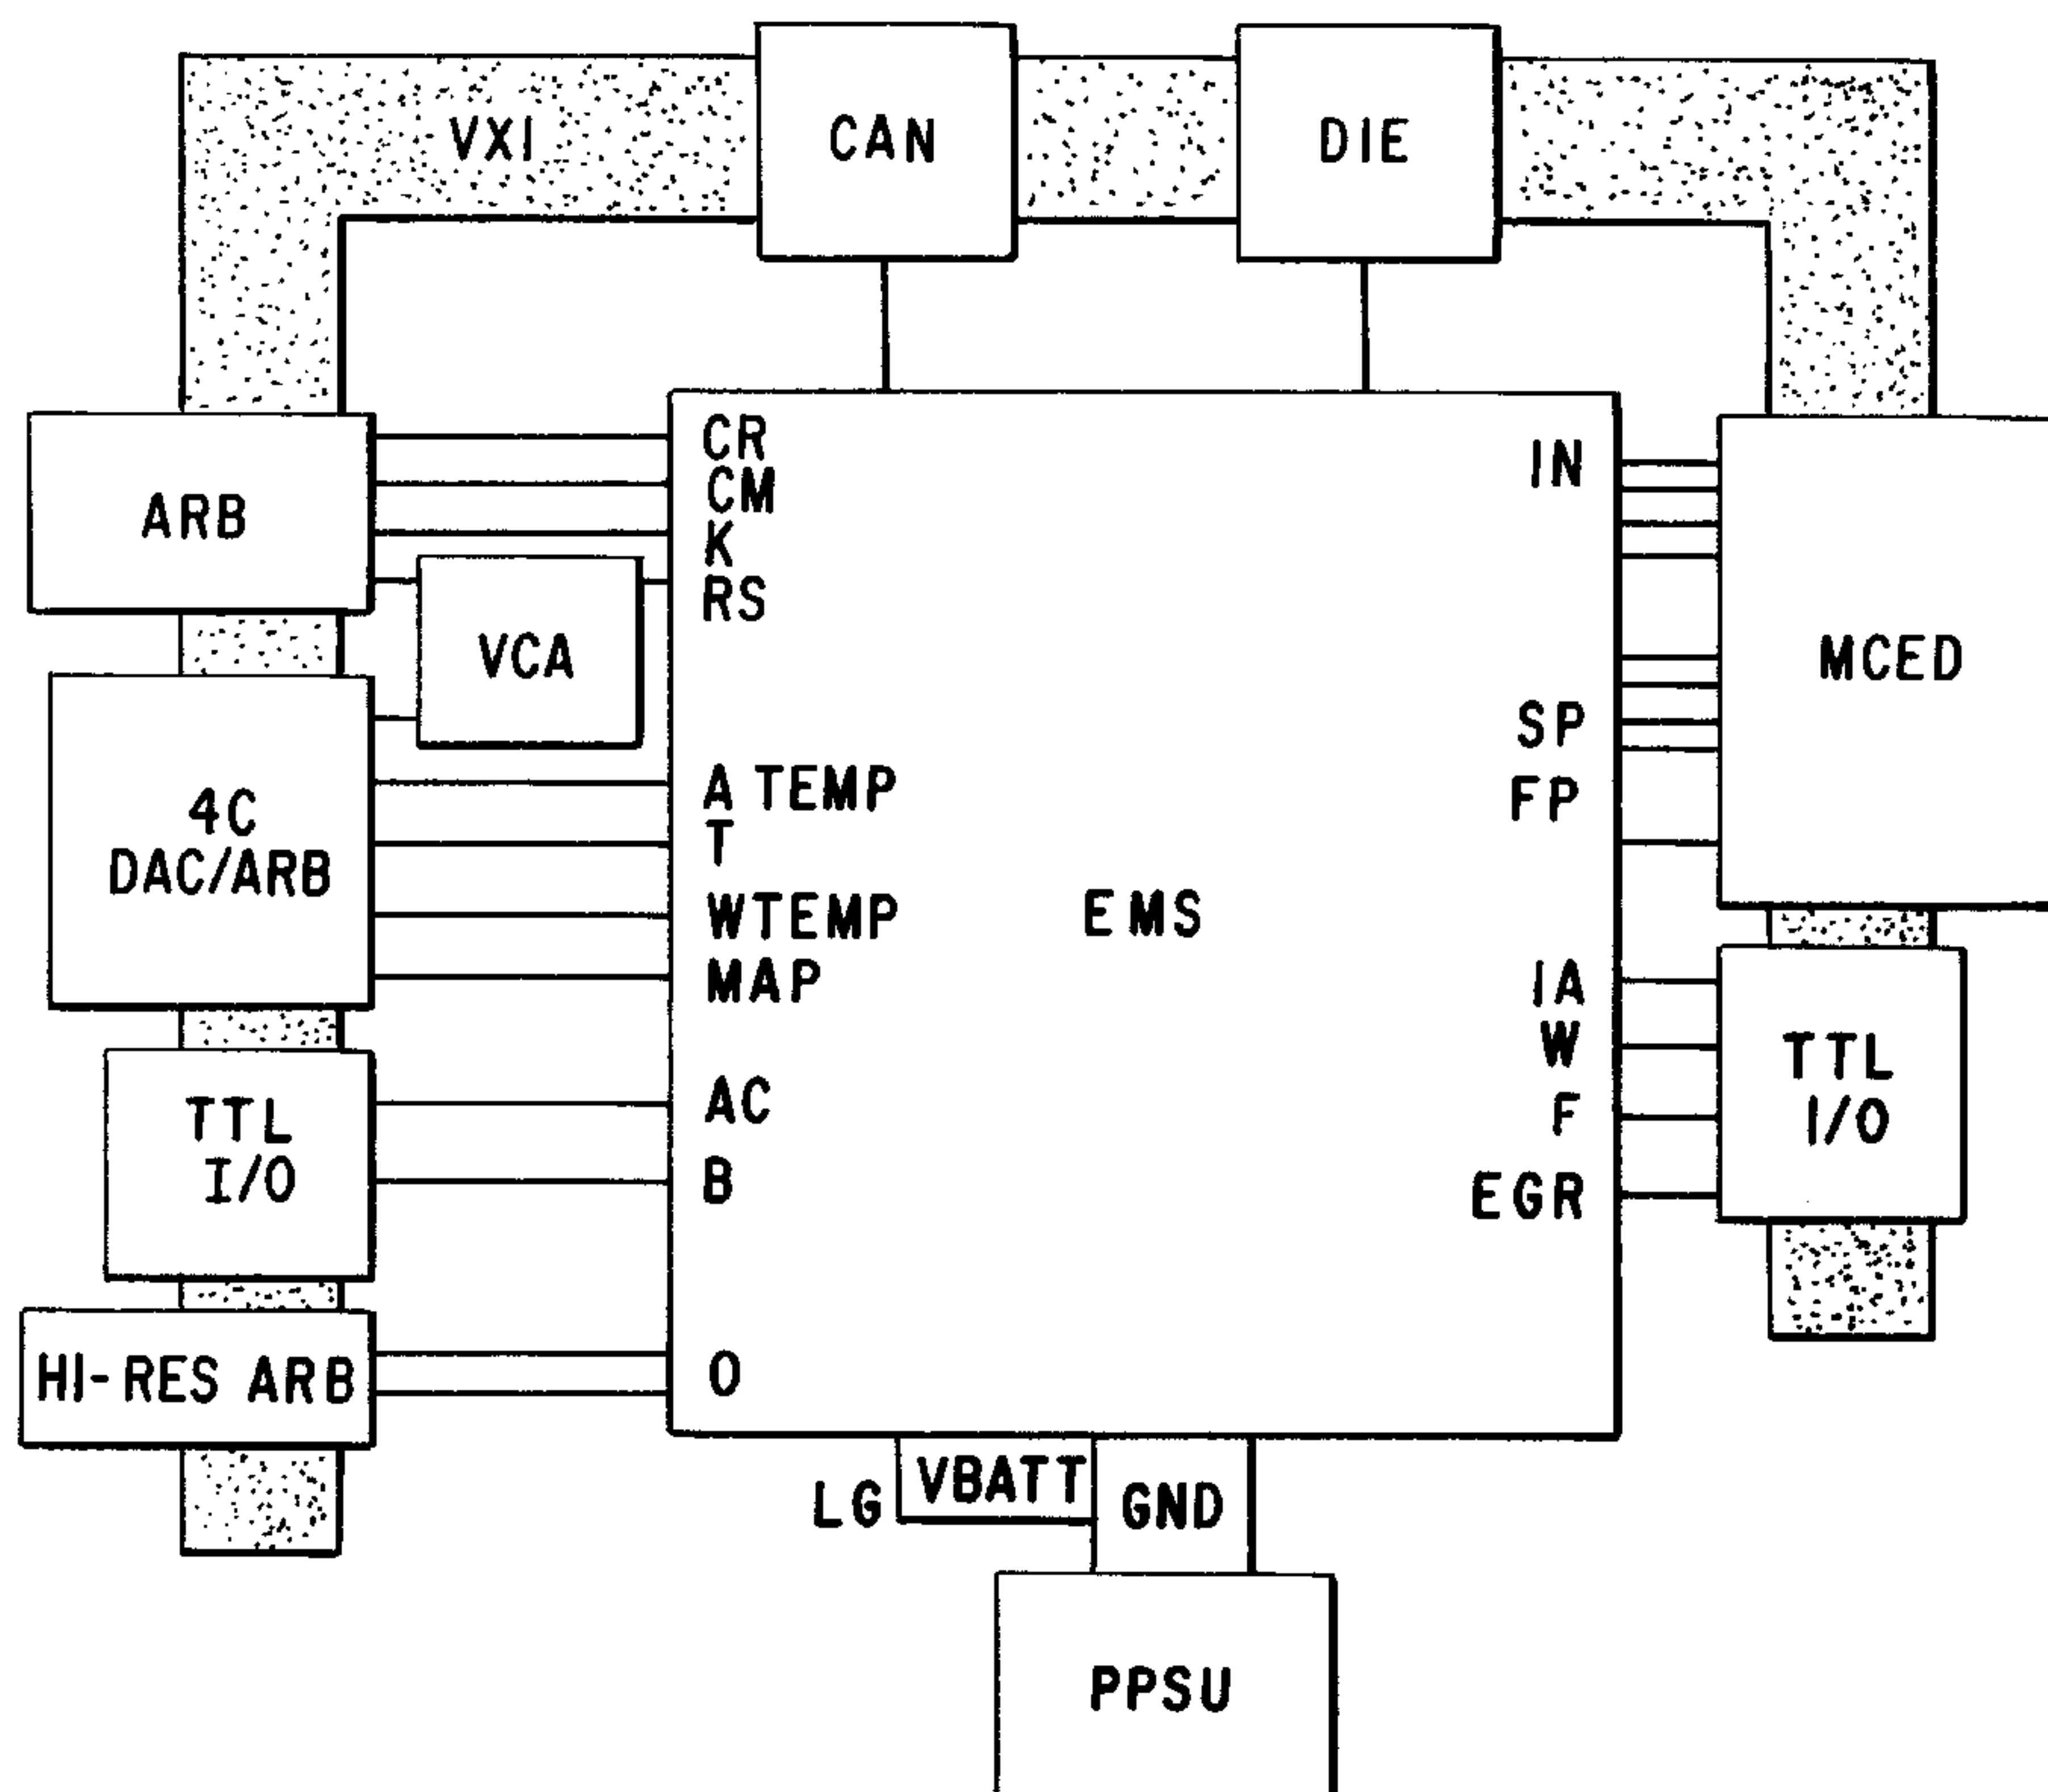 VXI
CAN
DIE
ARB
CR
CM
K
RS
IN
VCA
MCED
SP
FP
4C
DAC/ARB
A TEMP
T
WTEMP
MAP
EMS
IA
W
F
EGR
TTL
I/O
TTL
I/O
AC
B
HI-RES ARB
O
LG
VBATT
GND
PPSU